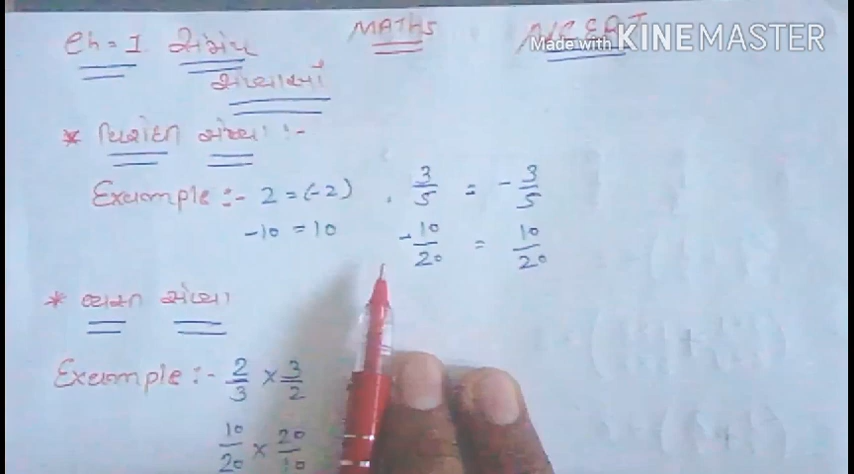 Ch = I સંમેય MATHS NCERT
Made with KINEMASTER
સંખ્યાઓ
* વિરોધી સંખ્યા :-
Example :- 2 = (-2) , 3/5 = - 3/5
-10 = 10 - 10/20 = 10/20
* વ્યસ્ત સંખ્યા
Example :- 2/3 × 3/2
10/20 × 20/10